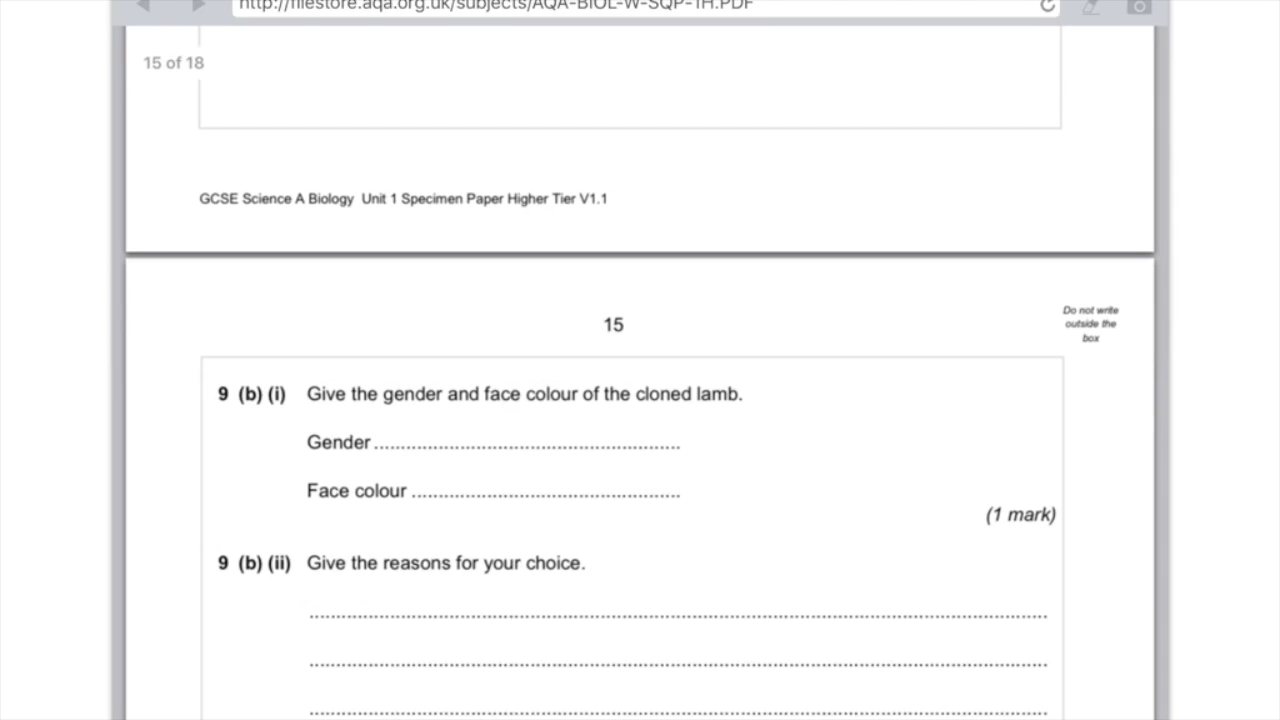 http://filestore.aqa.org.uk/subjects/AQA-BIOL-W-SQP-1H.PDF
15 of 18
GCSE Science A Biology Unit 1 Specimen Paper Higher Tier V1.1
15
Do not write
outside the
box
9 (b) (i) Give the gender and face colour of the cloned lamb.
Gender ........................................................
Face colour .................................................
(1 mark)
9 (b) (ii) Give the reasons for your choice.